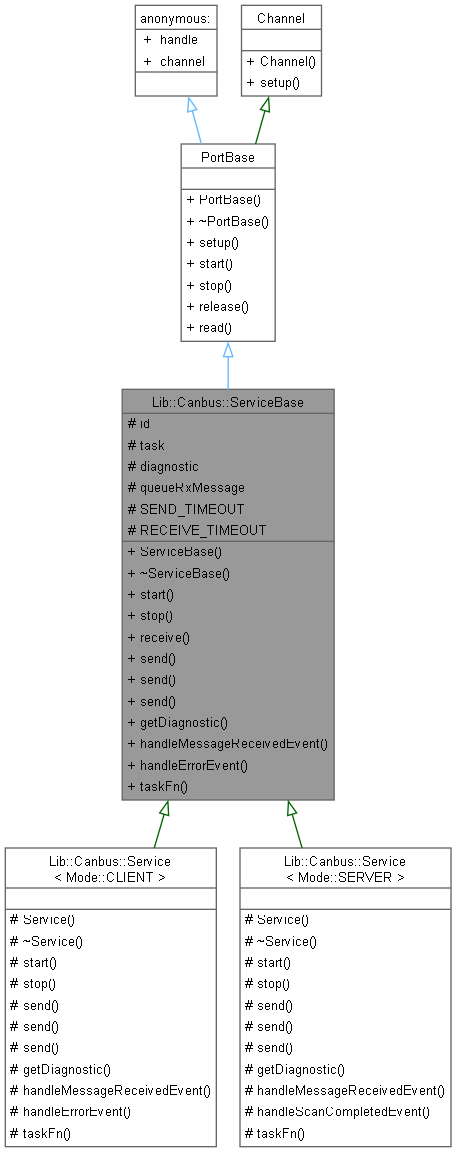 anonymous:
+ handle
+ channel
Channel
+ Channel()
+ setup()
PortBase
+ PortBase()
+ ~PortBase()
+ setup()
+ start()
+ stop()
+ release()
+ read()
Lib::Canbus::ServiceBase
# id
# task
# diagnostic
# queueRxMessage
# SEND_TIMEOUT
# RECEIVE_TIMEOUT
+ ServiceBase()
+ ~ServiceBase()
+ start()
+ stop()
+ receive()
+ send()
+ send()
+ send()
+ getDiagnostic()
+ handleMessageReceivedEvent()
+ handleErrorEvent()
+ taskFn()
Lib::Canbus::Service
< Mode::CLIENT >
# Service()
# ~Service()
# start()
# stop()
# send()
# send()
# send()
# getDiagnostic()
# handleMessageReceivedEvent()
# handleErrorEvent()
# taskFn()
Lib::Canbus::Service
< Mode::SERVER >
# Service()
# ~Service()
# start()
# stop()
# send()
# send()
# send()
# getDiagnostic()
# handleMessageReceivedEvent()
# handleScanCompletedEvent()
# taskFn()